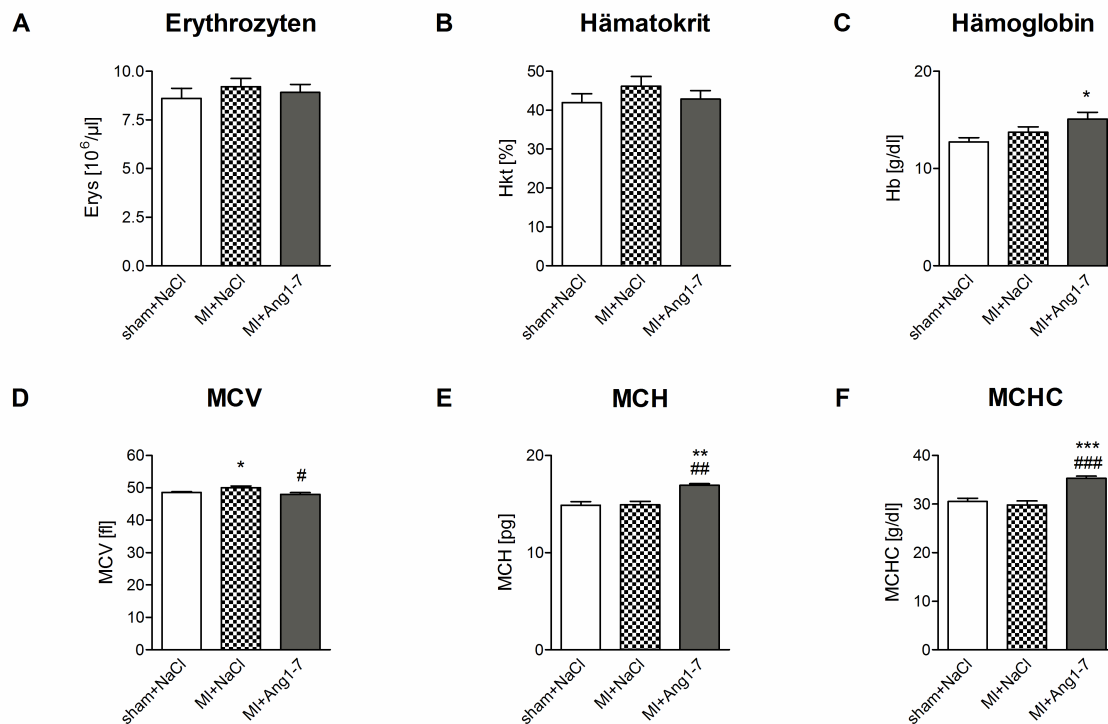 A Erythrozyten
B Hämatokrit
C Hämoglobin
Erys [10⁶/µl]
10.0
7.5
5.0
2.5
0.0
sham+NaCl
MI+NaCl
MI+Ang1-7
Hkt [%]
50
40
30
20
10
0
sham+NaCl
MI+NaCl
MI+Ang1-7
Hb [g/dl]
20
10
0
*
sham+NaCl
MI+NaCl
MI+Ang1-7
D MCV
E MCH
F MCHC
MCV [fl]
60
50
40
30
20
10
0
*
#
sham+NaCl
MI+NaCl
MI+Ang1-7
MCH [pg]
20
10
0
**
##
sham+NaCl
MI+NaCl
MI+Ang1-7
MCHC [g/dl]
40
30
20
10
0
***
###
sham+NaCl
MI+NaCl
MI+Ang1-7